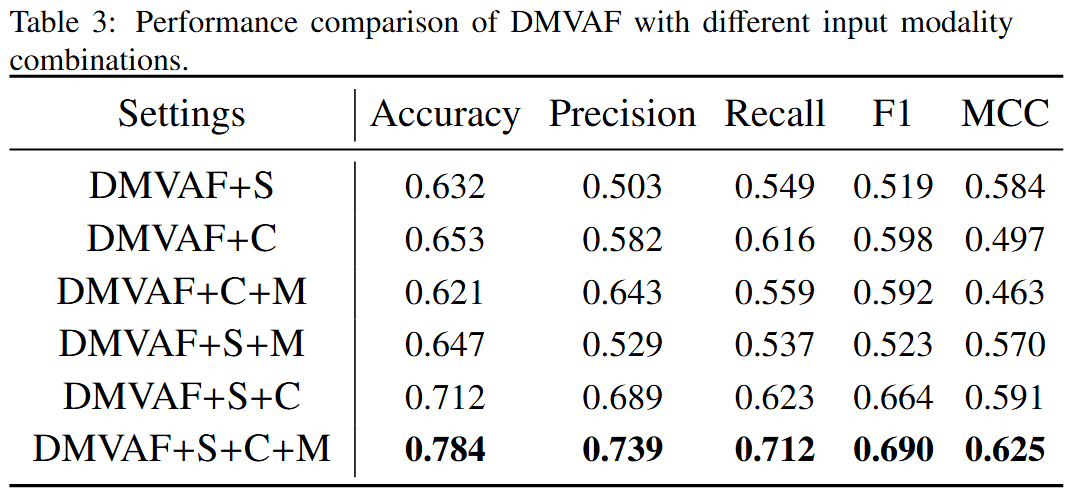 Table 3: Performance comparison of DMVAF with different input modality
combinations.
Settings Accuracy Precision Recall F1 MCC
DMVAF+S 0.632 0.503 0.549 0.519 0.584
DMVAF+C 0.653 0.582 0.616 0.598 0.497
DMVAF+C+M 0.621 0.643 0.559 0.592 0.463
DMVAF+S+M 0.647 0.529 0.537 0.523 0.570
DMVAF+S+C 0.712 0.689 0.623 0.664 0.591
DMVAF+S+C+M 0.784 0.739 0.712 0.690 0.625